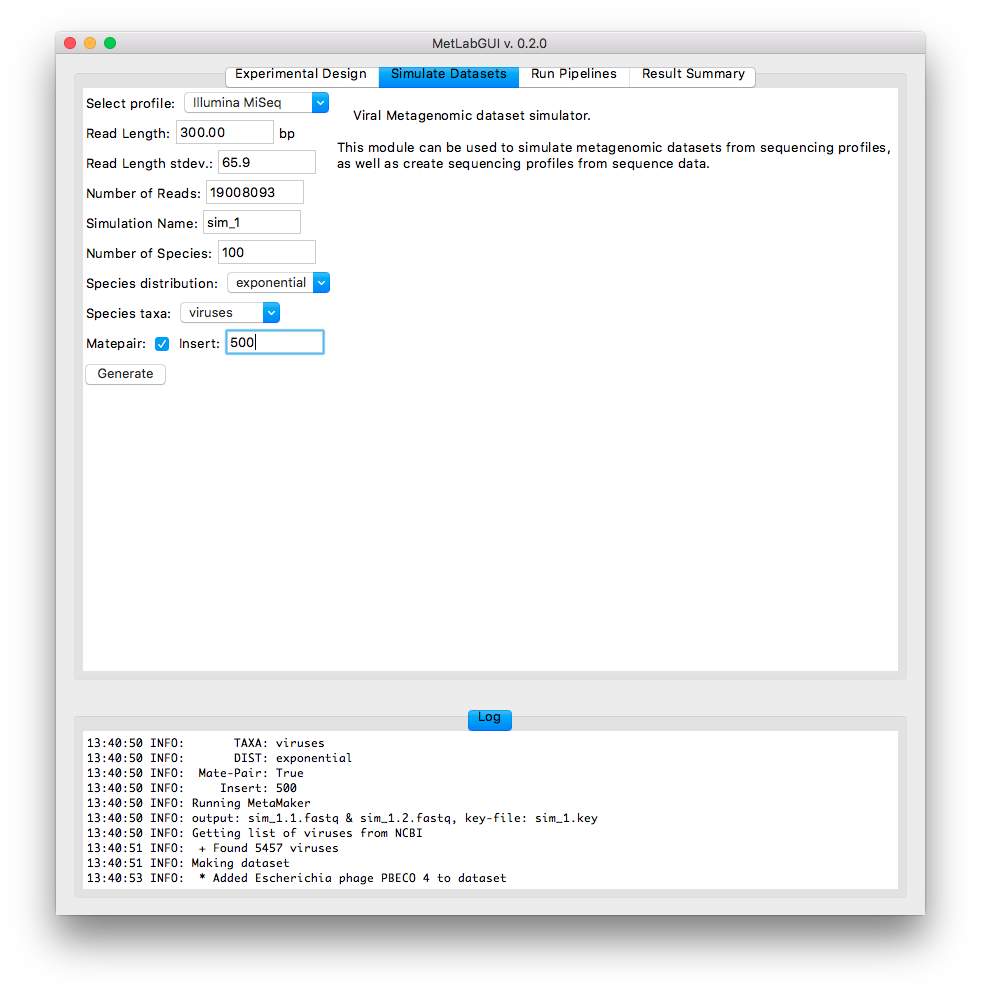 MetLabGUI v. 0.2.0
Experimental Design Simulate Datasets Run Pipelines Result Summary
Select profile: Illumina MiSeq
Viral Metagenomic dataset simulator.
Read Length: 300.00 bp
This module can be used to simulate metagenomic datasets from sequencing profiles,
as well as create sequencing profiles from sequence data.
Read Length stdev.: 65.9
Number of Reads: 19008093
Simulation Name: sim_1
Number of Species: 100
Species distribution: exponential
Species taxa: viruses
Matepair: Insert: 500
Generate
Log
13:40:50 INFO: TAXA: viruses
13:40:50 INFO: DIST: exponential
13:40:50 INFO: Mate-Pair: True
13:40:50 INFO: Insert: 500
13:40:50 INFO: Running MetaMaker
13:40:50 INFO: output: sim_1.1.fastq & sim_1.2.fastq, key-file: sim_1.key
13:40:50 INFO: Getting list of viruses from NCBI
13:40:51 INFO: + Found 5457 viruses
13:40:51 INFO: Making dataset
13:40:53 INFO: * Added Escherichia phage PBECO 4 to dataset